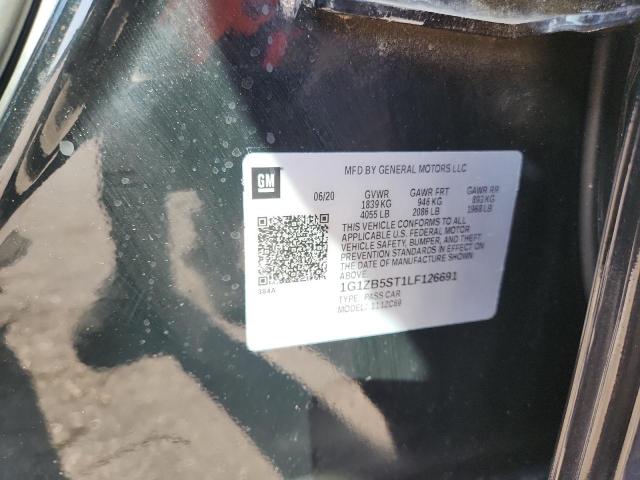 GM
MFD BY GENERAL MOTORS LLC
06/20 GVWR GAWR FRT GAWR RR
1839 KG 946 KG 893 KG
4055 LB 2086 LB 1968 LB
THIS VEHICLE CONFORMS TO ALL
APPLICABLE U.S. FEDERAL MOTOR
VEHICLE SAFETY, BUMPER, AND THEFT
PREVENTION STANDARDS IN EFFECT ON
THE DATE OF MANUFACTURE SHOWN
ABOVE.
384A 1G1ZB5ST1LF126691
TYPE: PASS CAR
MODEL: 1112C69